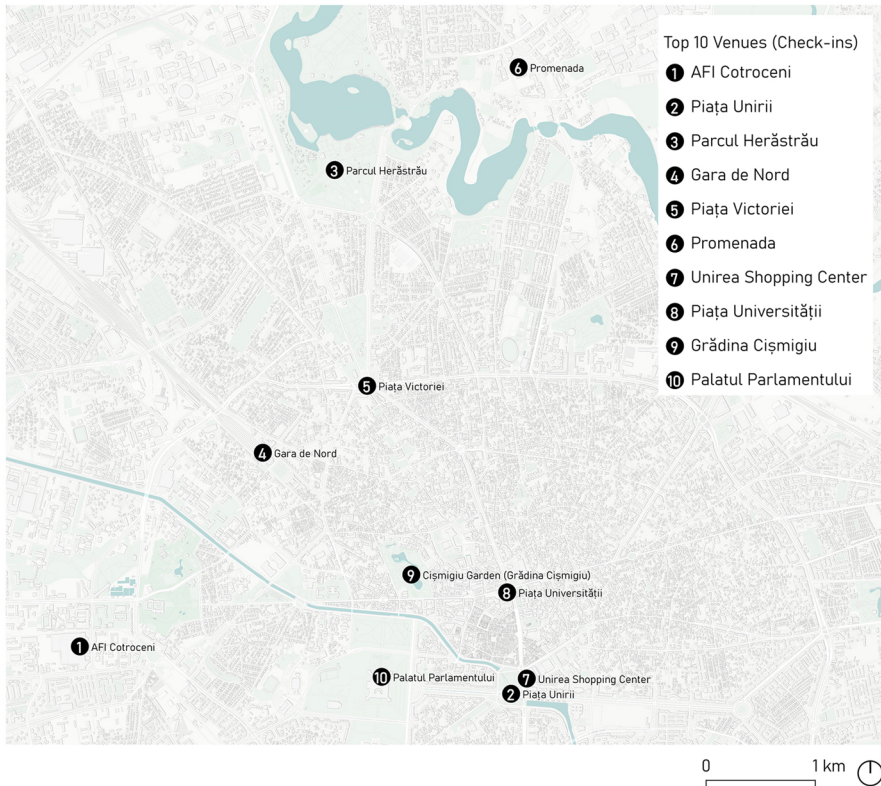 Top 10 Venues (Check-ins)
1 AFI Cotroceni
2 Piața Unirii
3 Parcul Herăstrău
4 Gara de Nord
5 Piața Victoriei
6 Promenada
7 Unirea Shopping Center
8 Piața Universității
9 Grădina Cișmigiu
10 Palatul Parlamentului
6 Promenada
3 Parcul Herăstrău
5 Piața Victoriei
4 Gara de Nord
9 Cișmigiu Garden (Grădina Cișmigiu)
8 Piața Universității
1 AFI Cotroceni
10 Palatul Parlamentului
7 Unirea Shopping Center
2 Piața Unirii
0 1 km